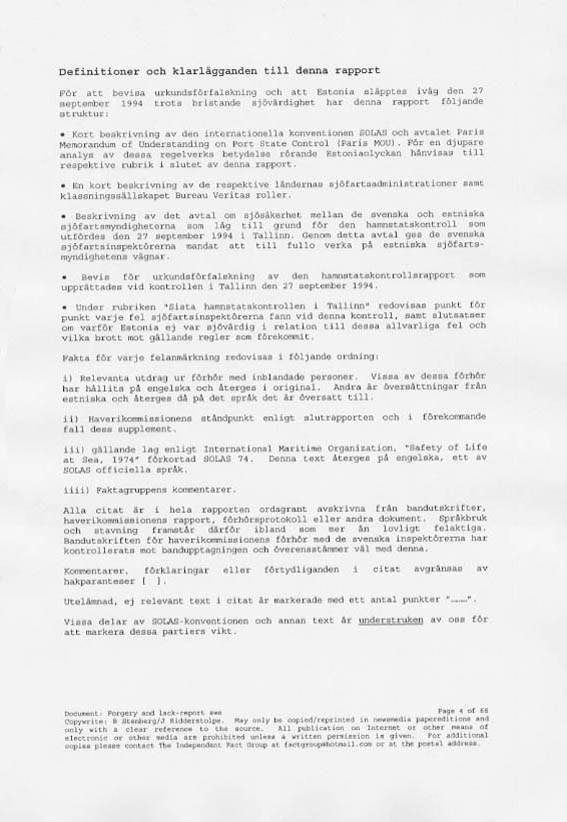 Definitioner och klarlägganden till denna rapport
För att bevisa urkundsförfalskning och att Estonia släpptes iväg den 27
september 1994 trots bristande sjövärdighet har denna rapport följande
struktur:
• Kort beskrivning av den internationella konventionen SOLAS och avtalet Paris
Memorandum of Understanding on Port State Control (Paris MOU). För en djupare
analys av dessa regelverks betydelse rörande Estoniaolyckan hänvisas till
respektive rubrik i slutet av denna rapport.
• En kort beskrivning av de respektive ländernas sjöfartsadministrationer samt
klassningssällskapet Bureau Veritas roller.
• Beskrivning av det avtal om sjösäkerhet mellan de svenska och estniska
sjöfartsmyndigheterna som låg till grund för den hamnstatskontroll som
utfördes den 27 september 1994 i Tallinn. Genom detta avtal ges de svenska
sjöfartsinspektörerna mandat att till fullo verka på estniska sjöfarts-
myndighetens vägnar.
• Bevis för urkundsförfalskning av den hamnstatskontrollsrapport som
upprättades vid kontrollen i Tallinn den 27 september 1994.
• Under rubriken "Sista hamnstatskontrollen i Tallinn" redovisas punkt för
punkt varje fel sjöfartsinspektörerna fann vid denna kontroll, samt slutsatser
om varför Estonia ej var sjövärdig i relation till dessa allvarliga fel och
vilka brott mot gällande regler som förekommit.
Fakta för varje felanmärkning redovisas i följande ordning:
i) Relevanta utdrag ur förhör med inblandade personer. Vissa av dessa förhör
har hållits på engelska och återges i original. Andra är översättningar från
estniska och återges då på det språk det är översatt till.
ii) Haverikommissionens ståndpunkt enligt slutrapporten och i förekommande
fall dess supplement.
iii) gällande lag enligt International Maritime Organization, "Safety of Life
at Sea, 1974" förkortad SOLAS 74. Denna text återges på engelska, ett av
SOLAS officiella språk.
iiii) Faktagruppens kommentarer.
Alla citat är i hela rapporten ordagrant avskrivna från bandutskrifter,
haverikommissionens rapport, förhörsprotokoll eller andra dokument. Språkbruk
och stavning framstår därför ibland som mer än lovligt felaktiga.
Bandutskriften för haverikommissionens förhör med de svenska inspektörerna har
kontrollerats mot bandupptagningen och överensstämmer väl med denna.
Kommentarer, förklaringar eller förtydliganden i citat avgränsas av
hakparanteser [ ].
Utelämnad, ej relevant text i citat är markerade med ett antal punkter "………".
Vissa delar av SOLAS-konventionen och annan text är understruken av oss för
att markera dessa partiers vikt.
Document: Forgery and lack-report swe Page 4 of 68
Copywrite: B Stenberg/J Ridderstolpe. May only be copied/reprinted in newsmedia papereditions and
only with a clear reference to the source. All publication on Internet or other means of
electronic or other media are prohibited unless a written permission is given. For additional
copies please contact The Independent Fact Group at factgroup@hotmail.com or at the postal address.